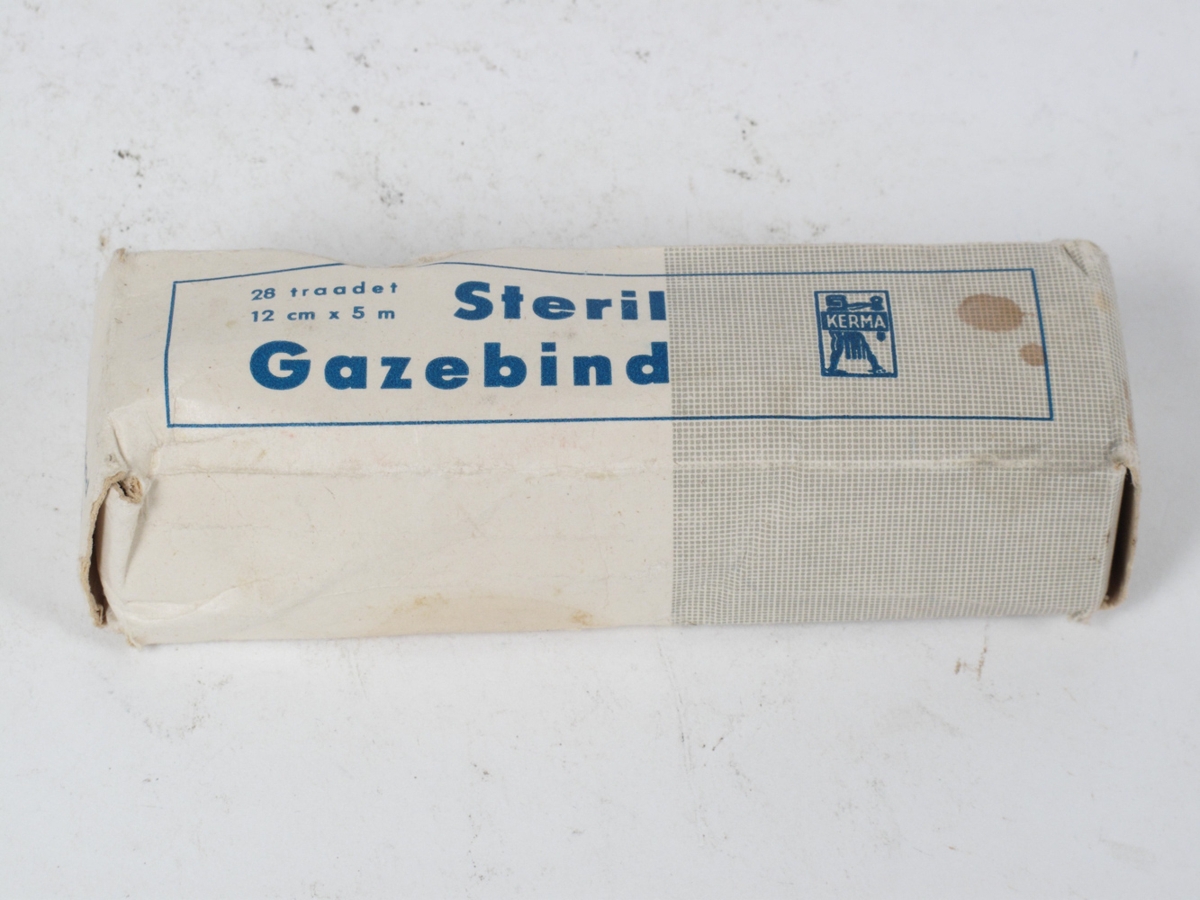 28 traadet
12 cm x 5 m
Steril
Gazebind
KERMA